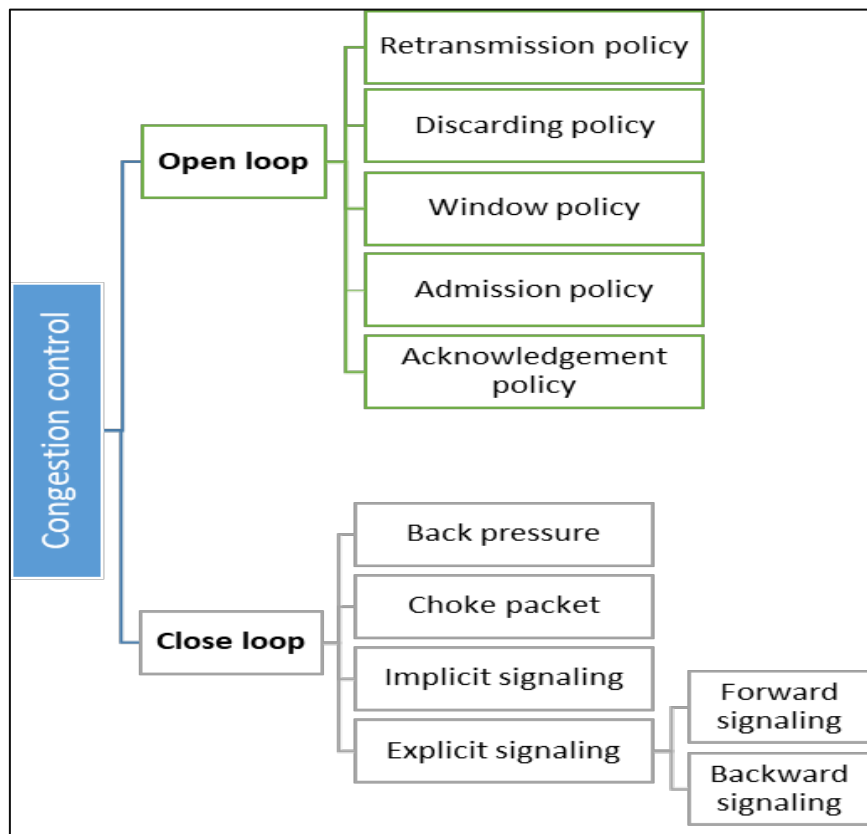 Congestion control
Open loop
Retransmission policy
Discarding policy
Window policy
Admission policy
Acknowledgement
policy
Close loop
Back pressure
Choke packet
Implicit signaling
Explicit signaling
Forward
signaling
Backward
signaling